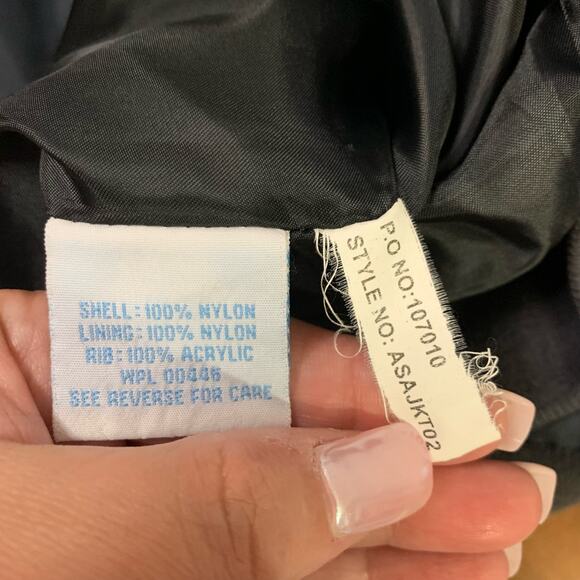 SHELL: 100% NYLON
LINING: 100% NYLON
RIB: 100% ACRYLIC
WPL 00446
SEE REVERSE FOR CARE
P.O NO: 107010
STYLE NO: ASAJKT02